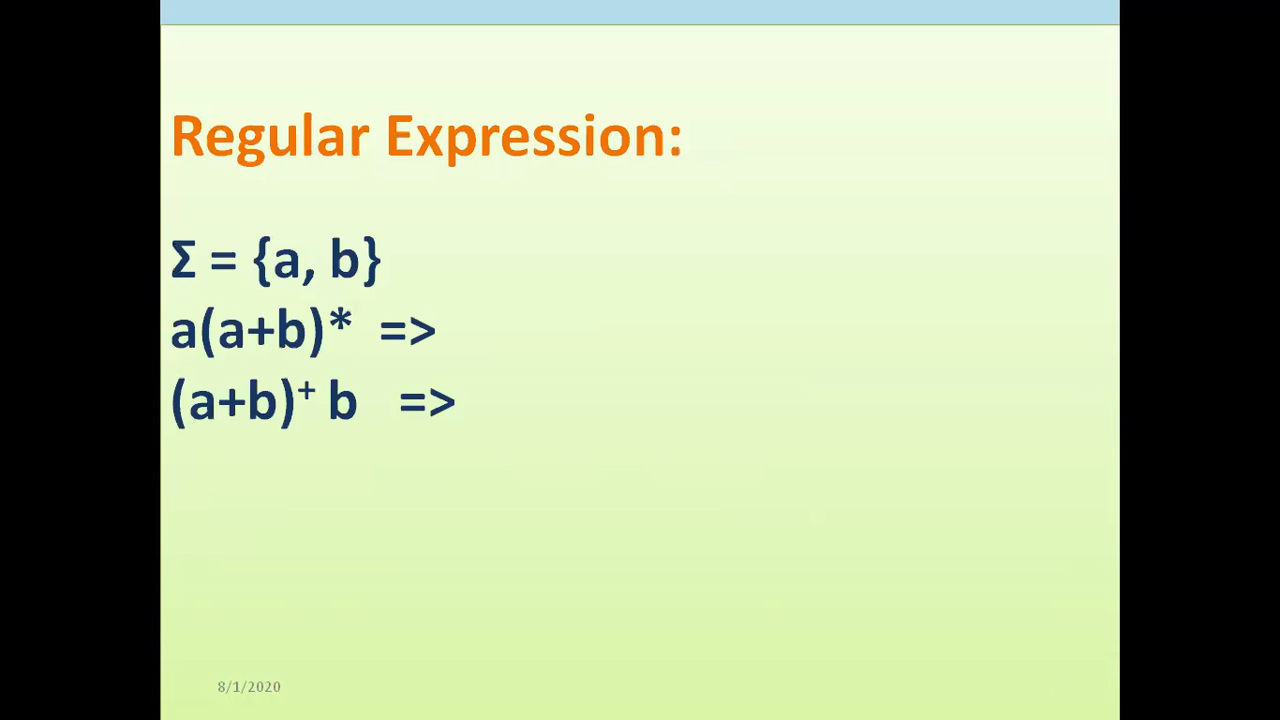 Regular Expression:
Σ = {a, b}
a(a+b)* =>
(a+b)⁺ b =>
8/1/2020